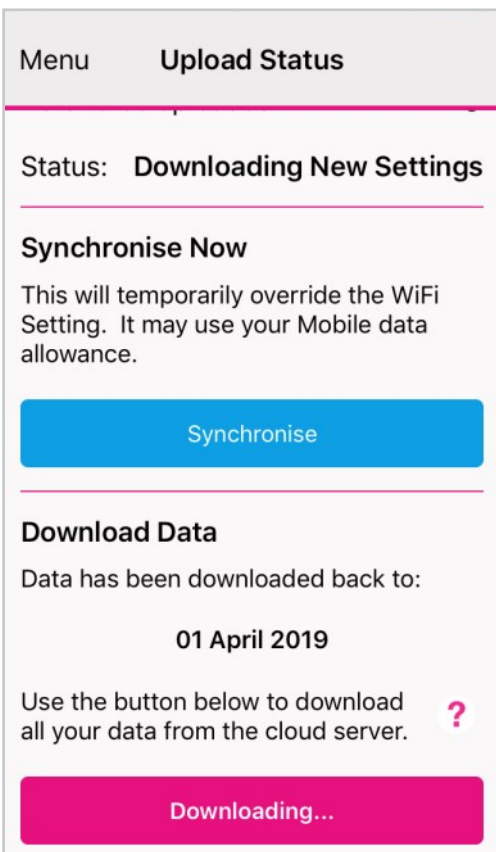 Menu Upload Status
Status: Downloading New Settings
Synchronise Now
This will temporarily override the WiFi
Setting. It may use your Mobile data
allowance.
Synchronise
Download Data
Data has been downloaded back to:
01 April 2019
Use the button below to download
all your data from the cloud server.
?
Downloading...